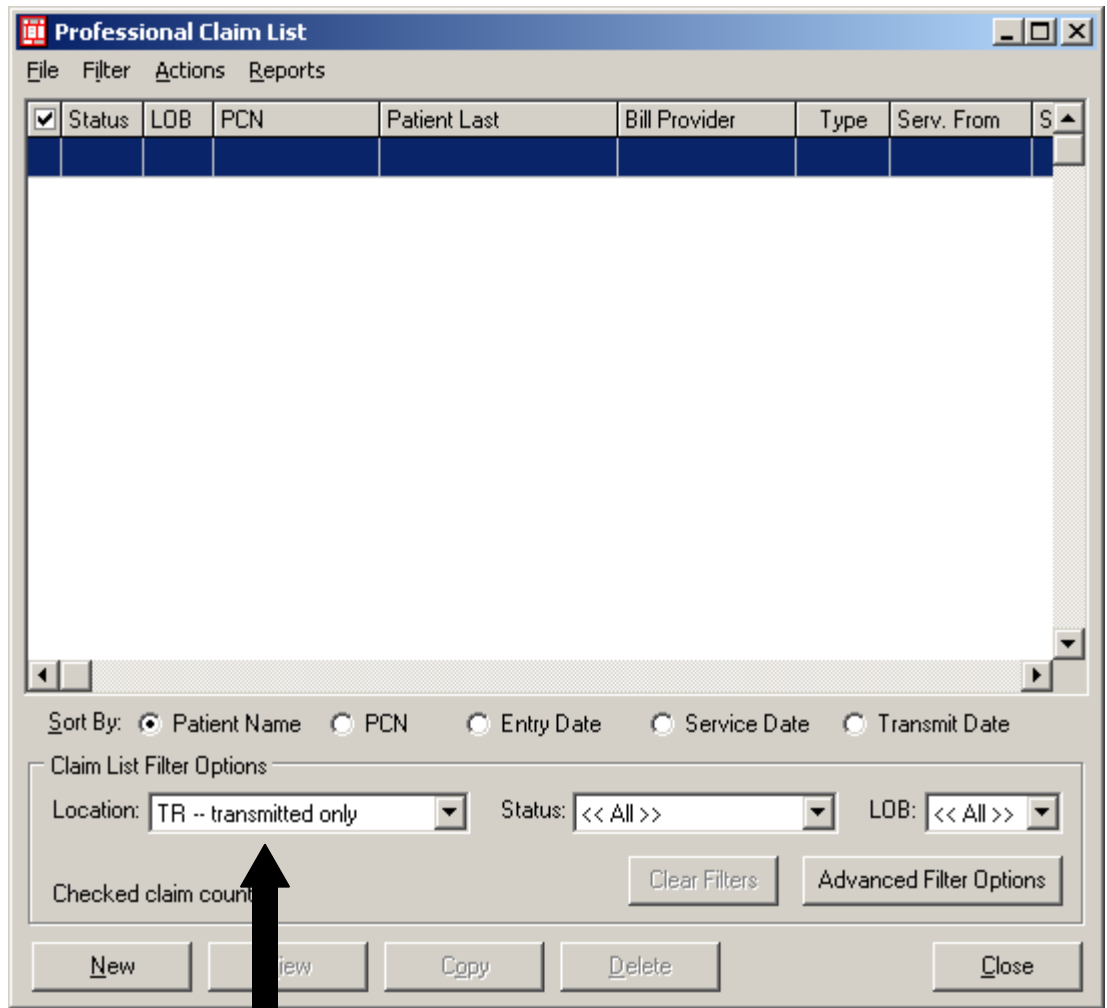 Professional Claim List
File Filter Actions Reports
Status LOB PCN Patient Last Bill Provider Type Serv. From S
Sort By: Patient Name PCN Entry Date Service Date Transmit Date
Claim List Filter Options
Location: TR -- transmitted only Status: << All >> LOB: << All >>
Clear Filters Advanced Filter Options
Checked claim count
New iew Copy Delete Close